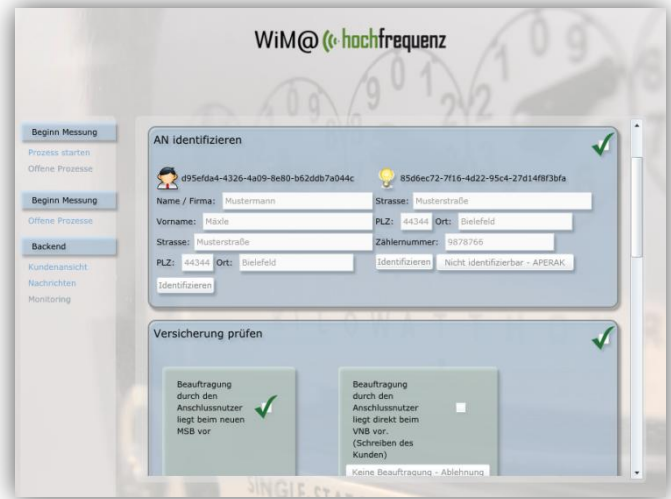 WiM@ hochfrequenz
Beginn Messung
Prozess starten
Offene Prozesse
Beginn Messung
Offene Prozesse
Backend
Kundenansicht
Nachrichten
Monitoring
AN identifizieren
d95efda4-4326-4a09-8e80-b62ddb7a044c
Name / Firma: Mustermann
Vorname: Mäxle
Strasse: Musterstraße
PLZ: 44344 Ort: Bielefeld
Identifizieren
85d6ec72-7f16-4d22-95c4-27d14f8f3bfa
Strasse: Musterstraße
PLZ: 44344 Ort: Bielefeld
Zählernummer: 9878766
Identifizieren Nicht identifizierbar - APERAK
Versicherung prüfen
Beauftragung
durch den
Anschlussnutzer
liegt beim neuen
MSB vor
Beauftragung
durch den
Anschlussnutzer
liegt direkt beim
VNB vor.
(Schreiben des
Kunden)
Keine Beauftragung - Ablehnung